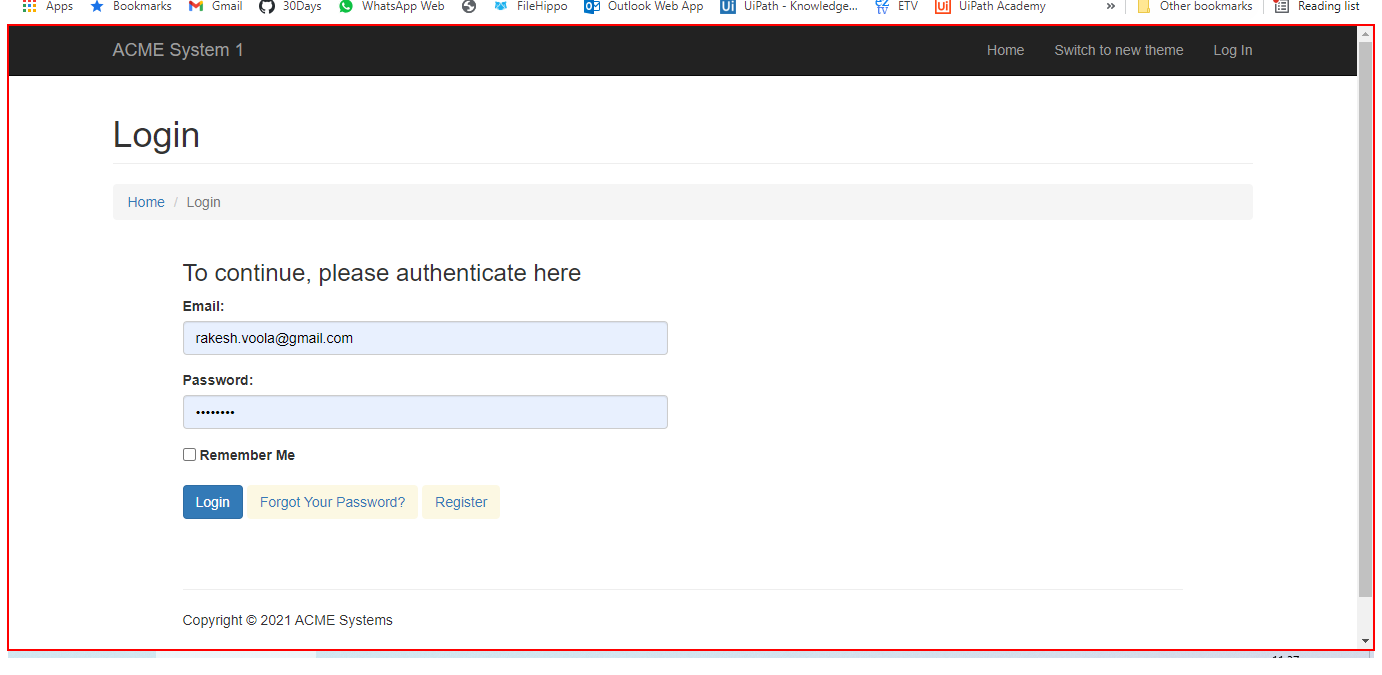 Apps Bookmarks Gmail 30Days WhatsApp Web FileHippo Outlook Web App UiPath - Knowledge... ETV UiPath Academy » Other bookmarks Reading list
ACME System 1 Home Switch to new theme Log In
Login
Home / Login
To continue, please authenticate here
Email:
rakesh.voola@gmail.com
Password:
••••••••
Remember Me
Login Forgot Your Password? Register
Copyright © 2021 ACME Systems